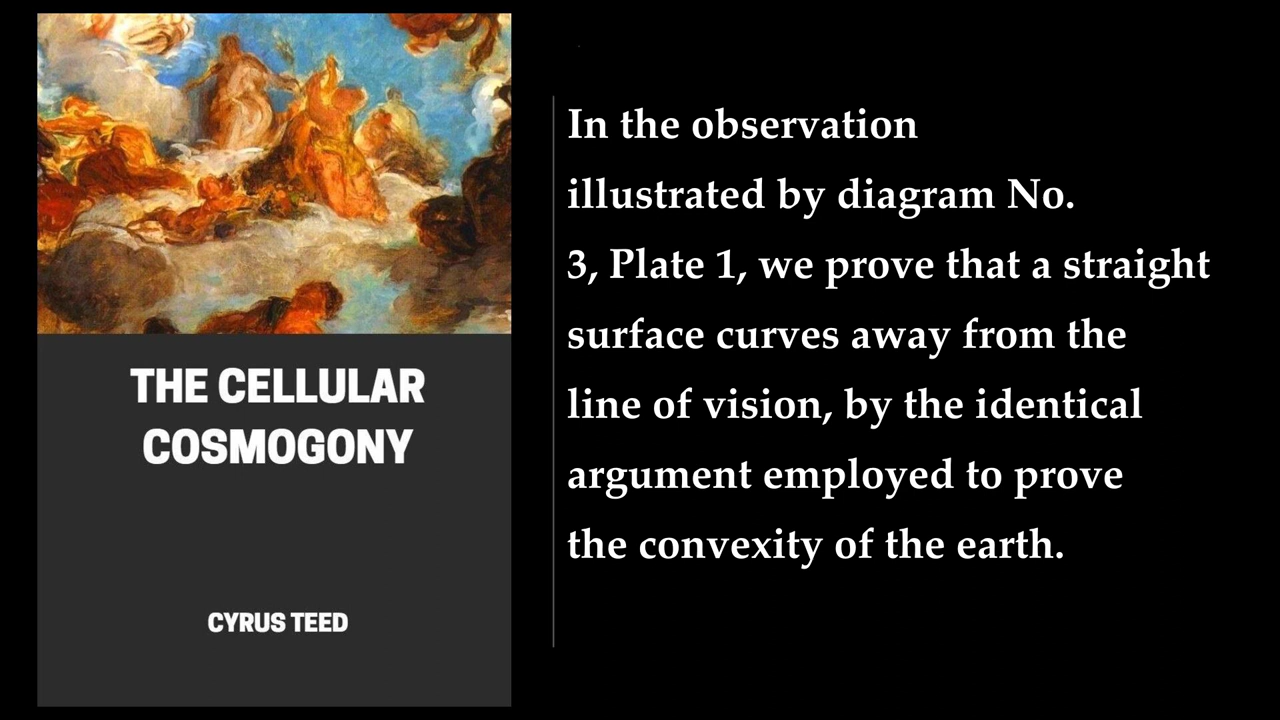 THE CELLULAR
COSMOGONY
CYRUS TEED
In the observation
illustrated by diagram No.
3, Plate 1, we prove that a straight
surface curves away from the
line of vision, by the identical
argument employed to prove
the convexity of the earth.